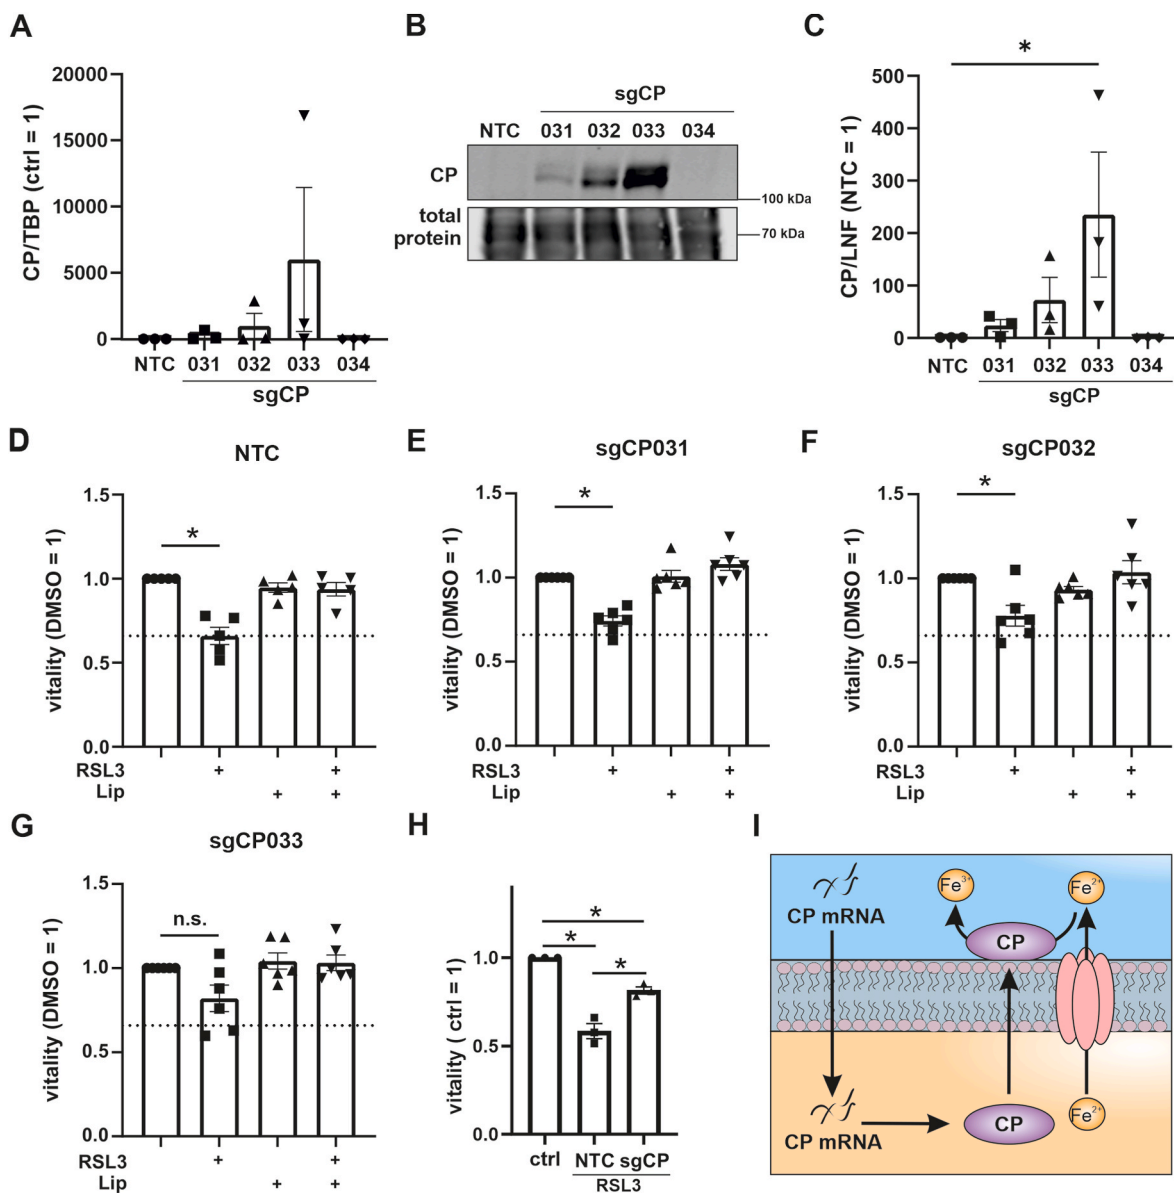 A
CP/TBP (ctrl = 1)
20000
15000
10000
5000
0
NTC 031 032 033 034
sgCP
B
sgCP
NTC 031 032 033 034
CP
100 kDa
total
protein
70 kDa
C
*
CP/LNF (NTC = 1)
500
400
300
200
100
0
NTC 031 032 033 034
sgCP
D
NTC
vitality (DMSO = 1)
1.5
1.0
0.5
0.0
*
RSL3 + +
Lip + +
E
sgCP031
vitality (DMSO = 1)
1.5
1.0
0.5
0.0
*
RSL3 + +
Lip + +
F
sgCP032
vitality (DMSO = 1)
1.5
1.0
0.5
0.0
*
RSL3 + +
Lip + +
G
sgCP033
vitality (DMSO = 1)
1.5
1.0
0.5
0.0
n.s.
RSL3 + +
Lip + +
H
vitality ( ctrl = 1)
1.0
0.5
0.0
*
* *
ctrl NTC sgCP
RSL3
I
CP mRNA
Fe³⁺
Fe²⁺
CP
CP mRNA
CP
Fe²⁺